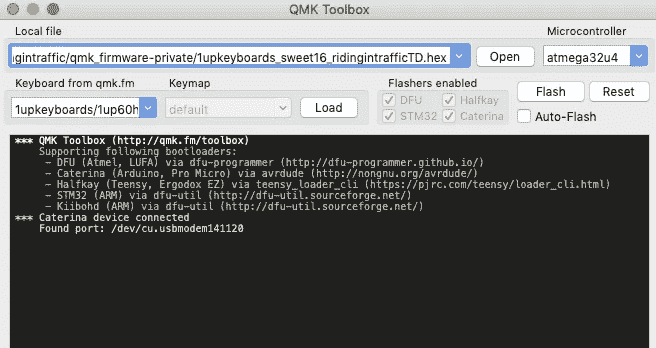 QMK Toolbox
Local file
Microcontroller
gintraffic/qmk_firmware-private/1upkeyboards_sweet16_ridingintrafficTD.hex
Open
atmega32u4
Keyboard from qmk.fm
Keymap
Flashers enabled
Flash
Reset
1upkeyboards/1up60h
default
Load
DFU
Halfkay
STM32
Caterina
Auto-Flash
*** QMK Toolbox (http://qmk.fm/toolbox)
Supporting following bootloaders:
- DFU (Atmel, LUFA) via dfu-programmer (http://dfu-programmer.github.io/)
- Caterina (Arduino, Pro Micro) via avrdude (http://nongnu.org/avrdude/)
- Halfkay (Teensy, Ergodox EZ) via teensy_loader_cli (https://pjrc.com/teensy/loader_cli.html)
- STM32 (ARM) via dfu-util (http://dfu-util.sourceforge.net/)
- Kiibohd (ARM) via dfu-util (http://dfu-util.sourceforge.net/)
*** Caterina device connected
Found port: /dev/cu.usbmodem141120